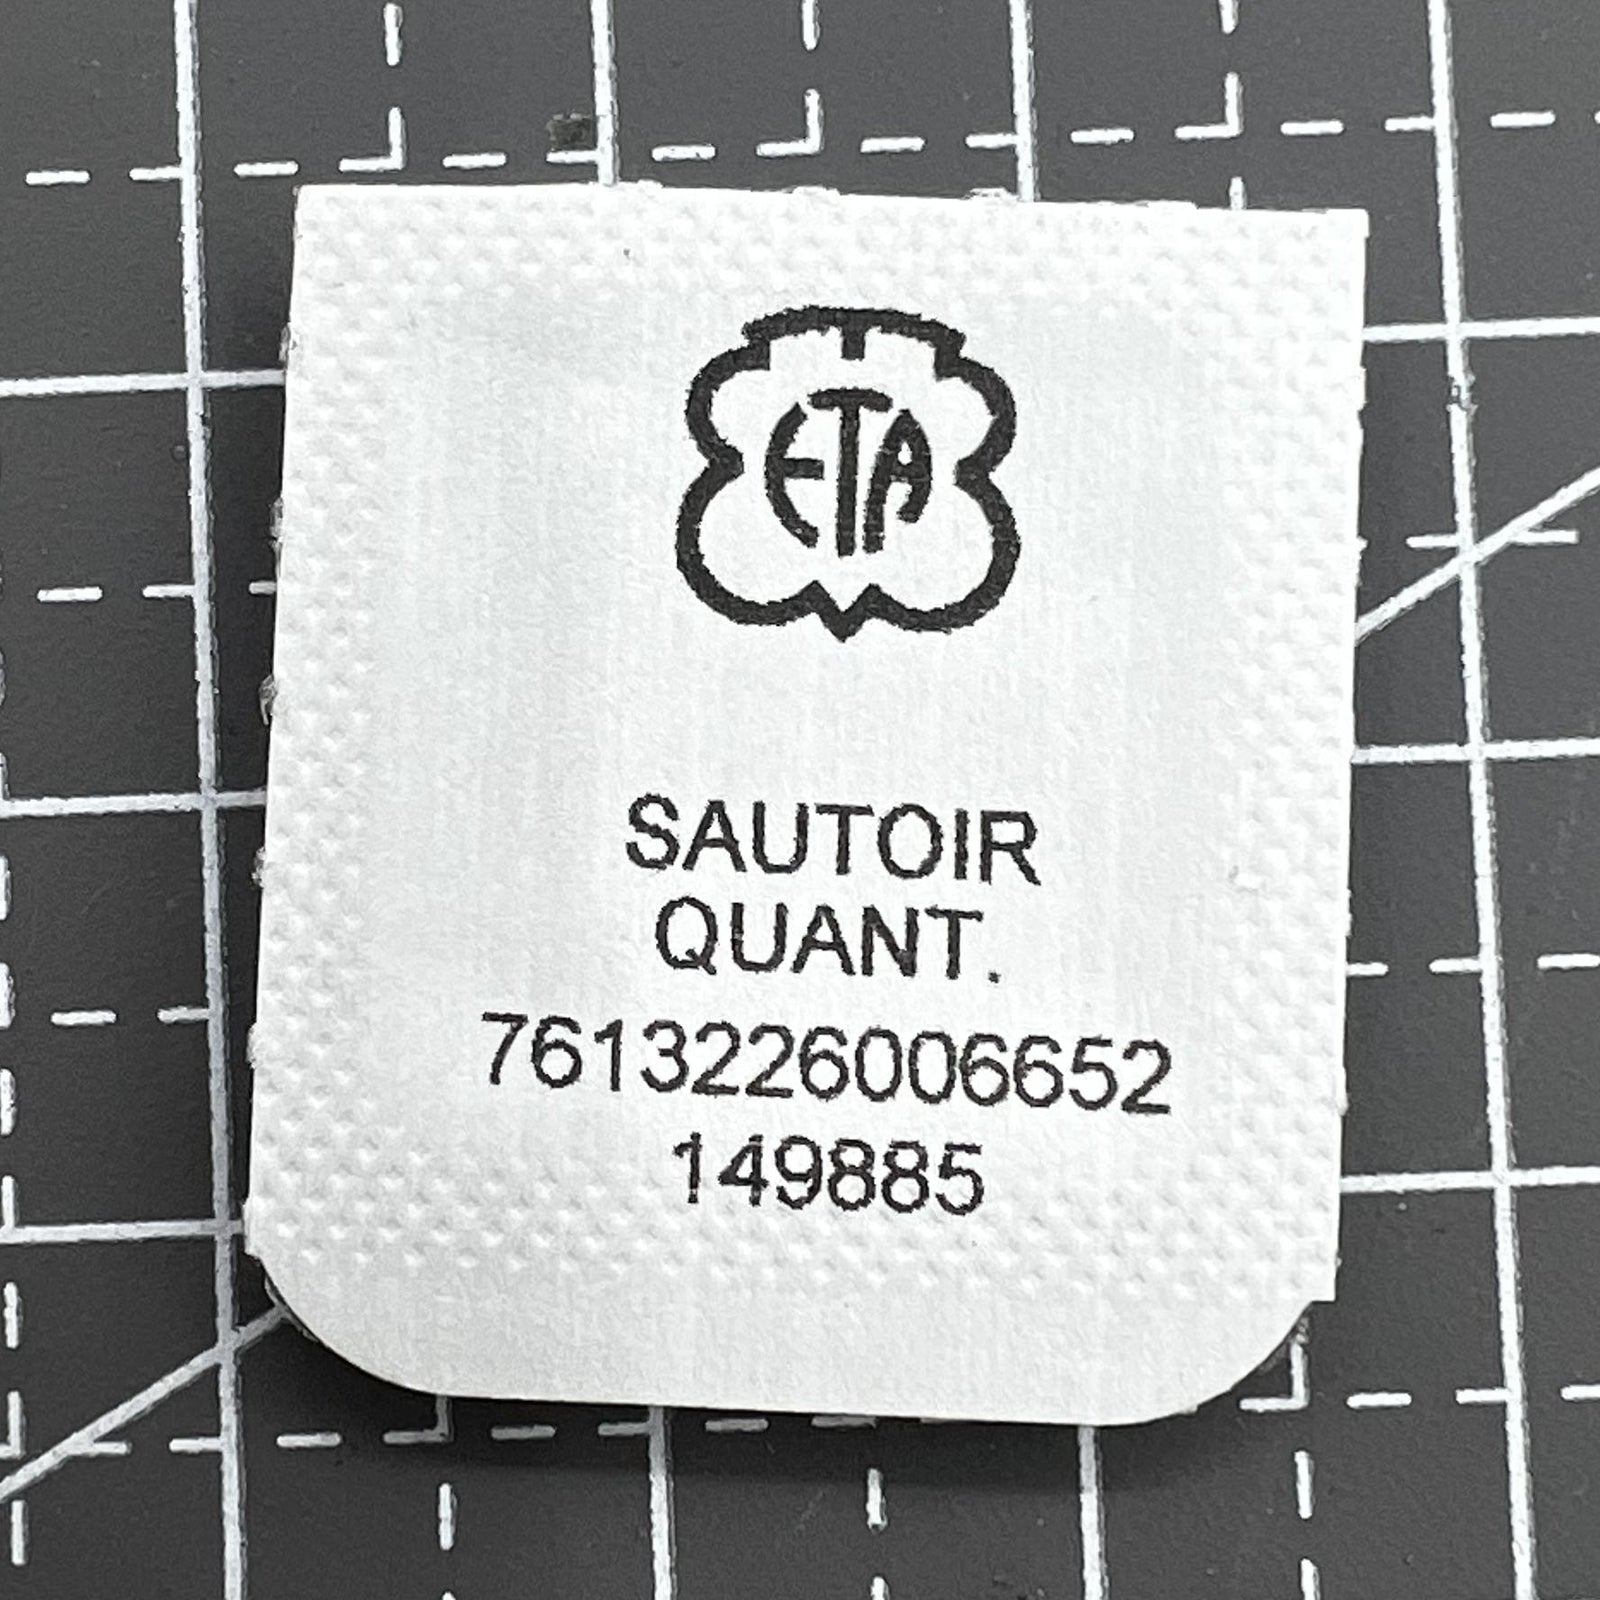 ETA
SAUTOIR
QUANT.
7613226006652
149885